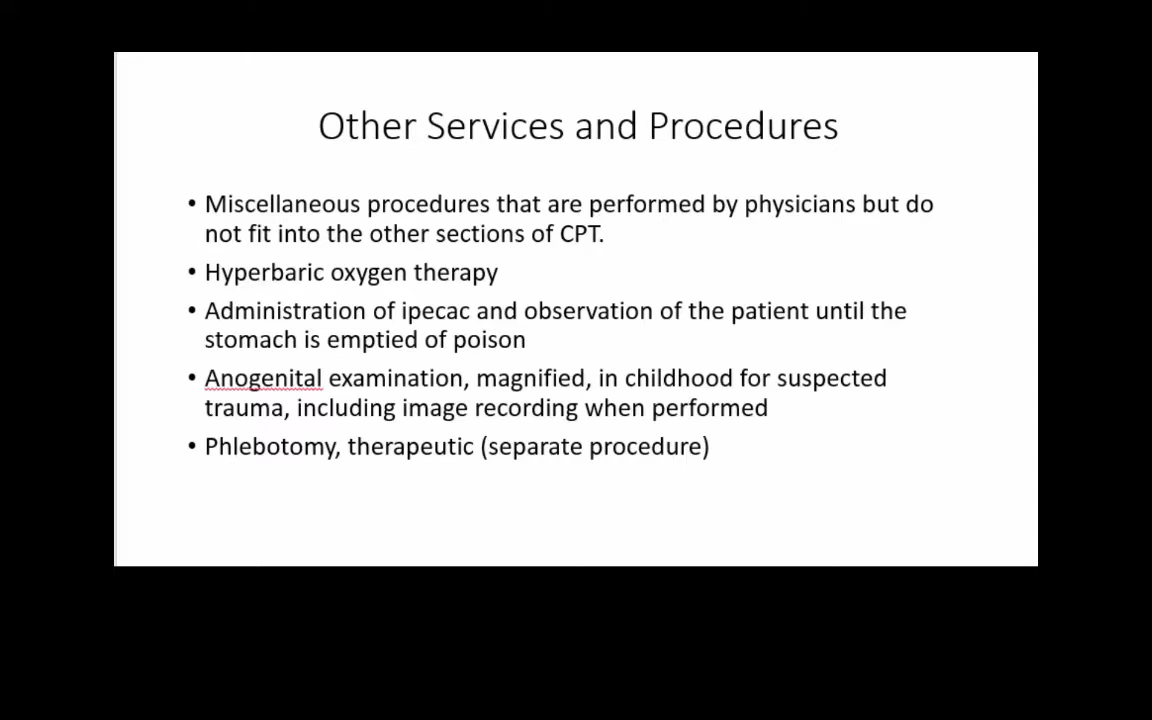 Other Services and Procedures
• Miscellaneous procedures that are performed by physicians but do
not fit into the other sections of CPT.
• Hyperbaric oxygen therapy
• Administration of ipecac and observation of the patient until the
stomach is emptied of poison
• Anogenital examination, magnified, in childhood for suspected
trauma, including image recording when performed
• Phlebotomy, therapeutic (separate procedure)